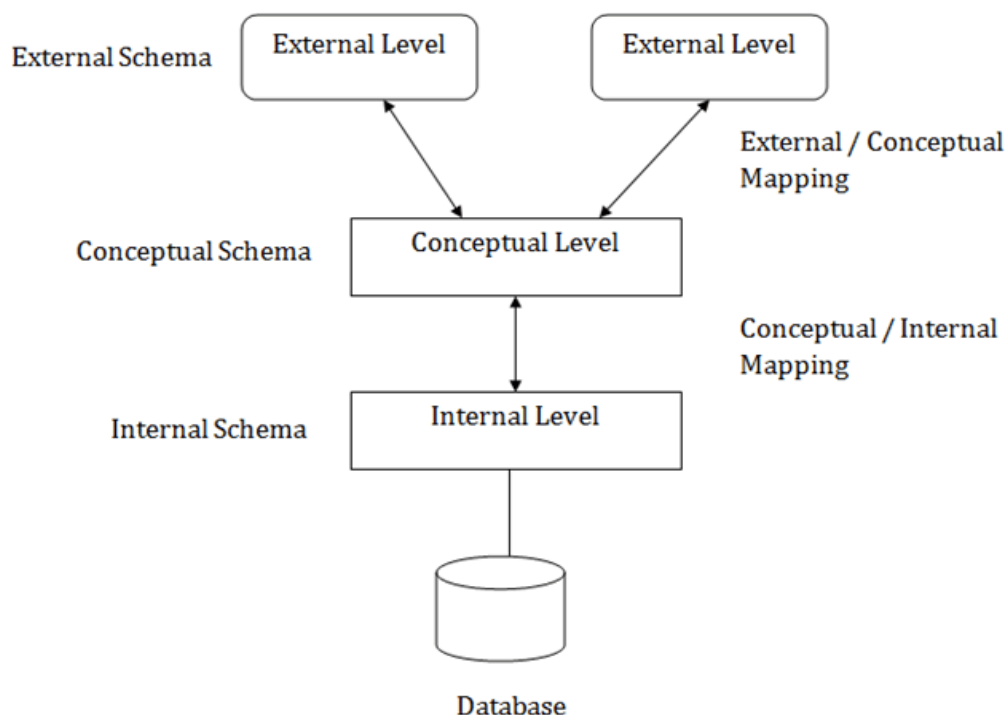 External Level
External Level
External Schema
External / Conceptual
Mapping
Conceptual Level
Conceptual Schema
Conceptual / Internal
Mapping
Internal Level
Internal Schema
Database